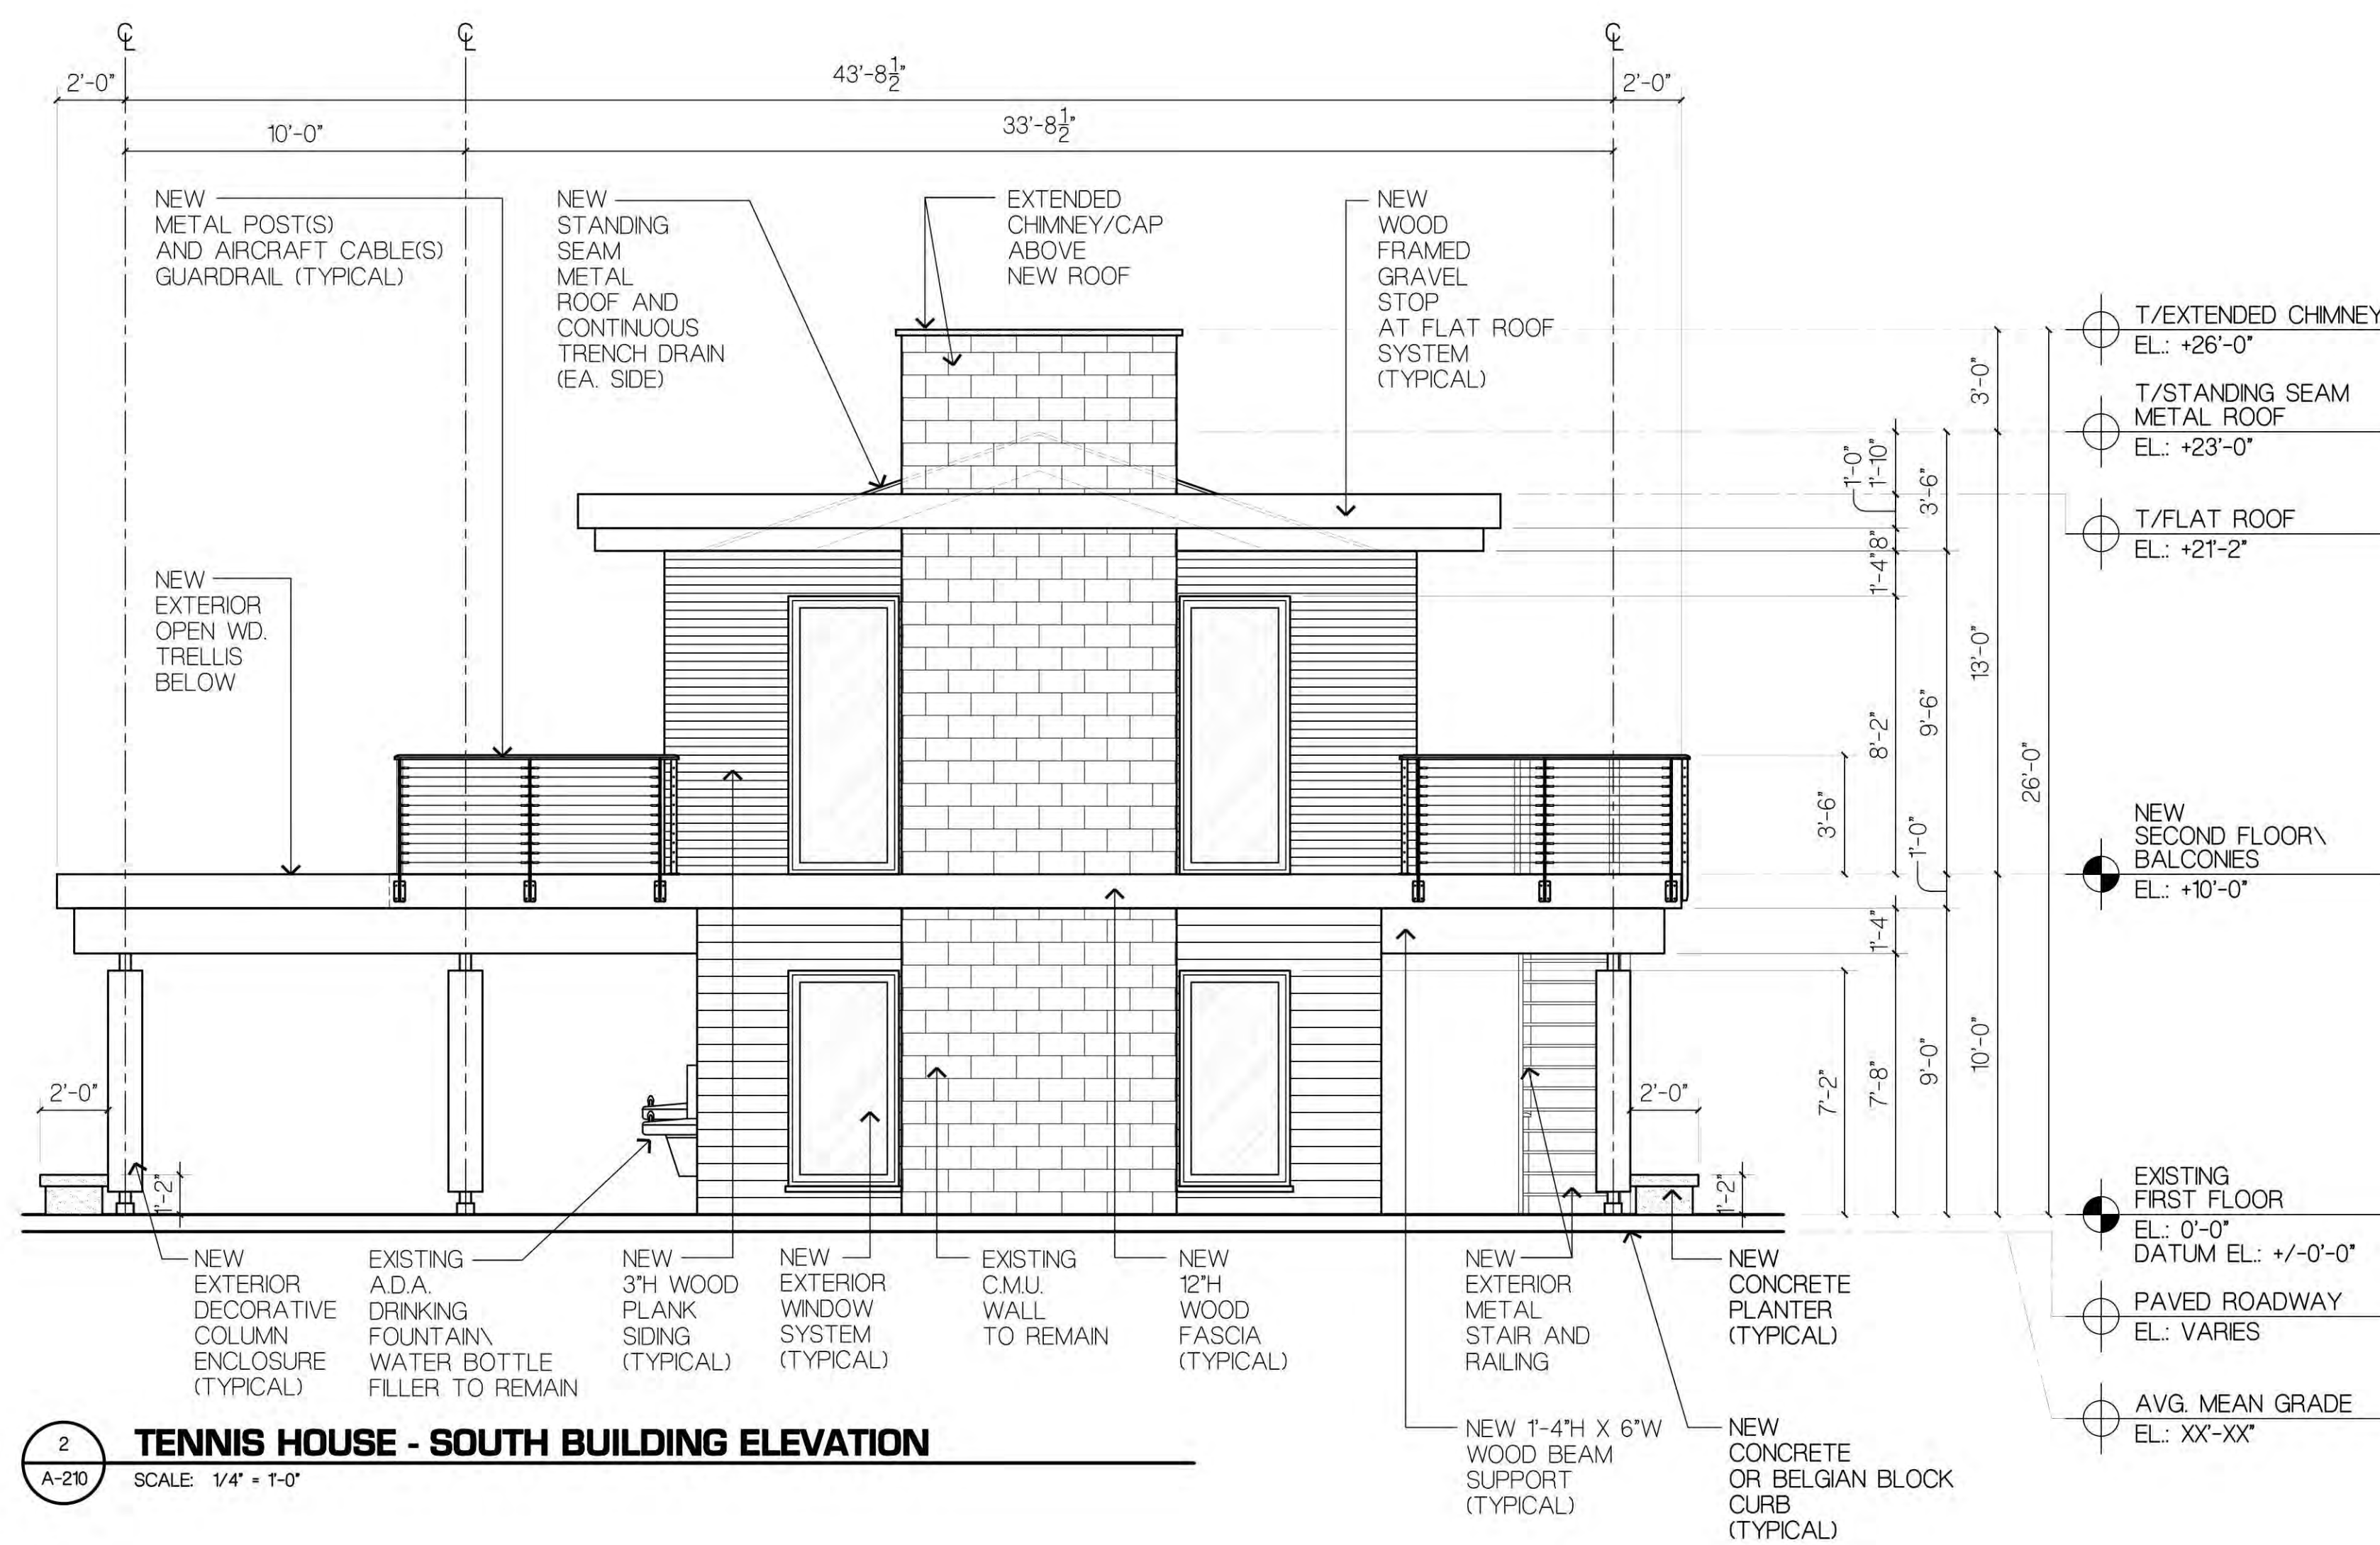 ℄
℄
℄
2'-0"
43'-8½"
2'-0"
10'-0"
33'-8½"
NEW
METAL POST(S)
AND AIRCRAFT CABLE(S)
GUARDRAIL (TYPICAL)
NEW
STANDING
SEAM
METAL
ROOF AND
CONTINUOUS
TRENCH DRAIN
(EA. SIDE)
EXTENDED
CHIMNEY/CAP
ABOVE
NEW ROOF
NEW
WOOD
FRAMED
GRAVEL
STOP
AT FLAT ROOF
SYSTEM
(TYPICAL)
NEW
EXTERIOR
OPEN WD.
TRELLIS
BELOW
3'-0"
1'-0"
1'-10"
3'-6"
8"
1'-4"
13'-0"
8'-2"
9'-6"
26'-0"
3'-6"
1'-0"
1'-4"
7'-2"
7'-8"
9'-0"
10'-0"
2'-0"
1'-2"
2'-0"
1'-2"
T/EXTENDED CHIMNEY
EL.: +26'-0"
T/STANDING SEAM
METAL ROOF
EL.: +23'-0"
T/FLAT ROOF
EL.: +21'-2"
NEW
SECOND FLOOR\
BALCONIES
EL.: +10'-0"
EXISTING
FIRST FLOOR
EL.: 0'-0"
DATUM EL.: +/-0'-0"
PAVED ROADWAY
EL.: VARIES
AVG. MEAN GRADE
EL.: XX'-XX"
NEW
EXTERIOR
DECORATIVE
COLUMN
ENCLOSURE
(TYPICAL)
EXISTING
A.D.A.
DRINKING
FOUNTAIN\
WATER BOTTLE
FILLER TO REMAIN
NEW
3"H WOOD
PLANK
SIDING
(TYPICAL)
NEW
EXTERIOR
WINDOW
SYSTEM
(TYPICAL)
EXISTING
C.M.U.
WALL
TO REMAIN
NEW
12"H
WOOD
FASCIA
(TYPICAL)
NEW
EXTERIOR
METAL
STAIR AND
RAILING
NEW
CONCRETE
PLANTER
(TYPICAL)
NEW 1'-4"H X 6"W
WOOD BEAM
SUPPORT
(TYPICAL)
NEW
CONCRETE
OR BELGIAN BLOCK
CURB
(TYPICAL)
2
A-210
TENNIS HOUSE - SOUTH BUILDING ELEVATION
SCALE: 1/4" = 1'-0"